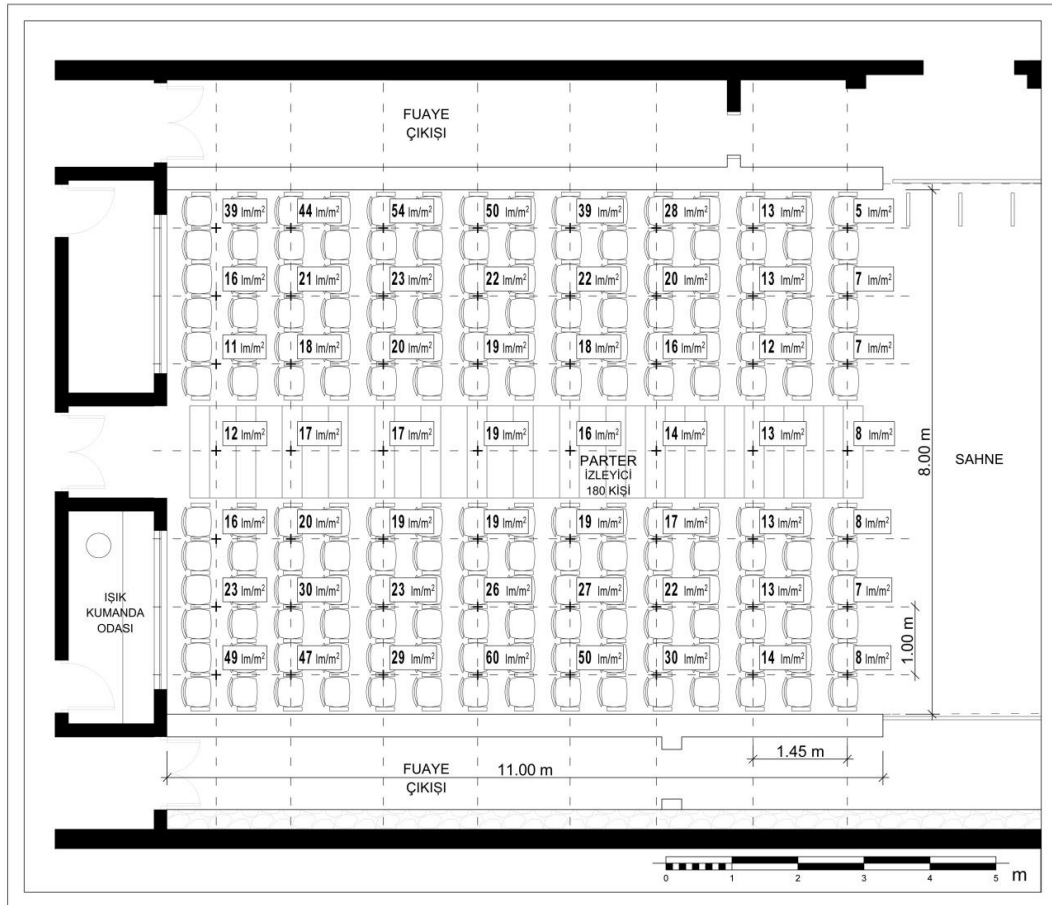 FUAYE
ÇIKIŞI
39 lm/m² 44 lm/m² 54 lm/m² 50 lm/m² 39 lm/m² 28 lm/m² 13 lm/m² 5 lm/m²
16 lm/m² 21 lm/m² 23 lm/m² 22 lm/m² 22 lm/m² 20 lm/m² 13 lm/m² 7 lm/m²
11 lm/m² 18 lm/m² 20 lm/m² 19 lm/m² 18 lm/m² 16 lm/m² 12 lm/m² 7 lm/m²
12 lm/m² 17 lm/m² 17 lm/m² 19 lm/m² 16 lm/m² 14 lm/m² 13 lm/m² 8 lm/m²
PARTER
İZLEYİCİ
180 KİŞİ
8.00 m
SAHNE
16 lm/m² 20 lm/m² 19 lm/m² 19 lm/m² 19 lm/m² 17 lm/m² 13 lm/m² 8 lm/m²
23 lm/m² 30 lm/m² 23 lm/m² 26 lm/m² 27 lm/m² 22 lm/m² 13 lm/m² 7 lm/m²
IŞIK
KUMANDA
ODASI
1.00 m
49 lm/m² 47 lm/m² 29 lm/m² 60 lm/m² 50 lm/m² 30 lm/m² 14 lm/m² 8 lm/m²
1.45 m
11.00 m
FUAYE
ÇIKIŞI
0 1 2 3 4 5 m